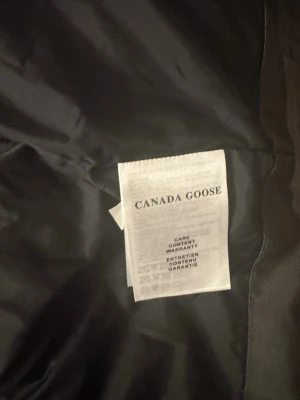 CANADA GOOSE
CARE
CONTENT
WARRANTY
ENTRETIEN
CONTENU
GARANTIE